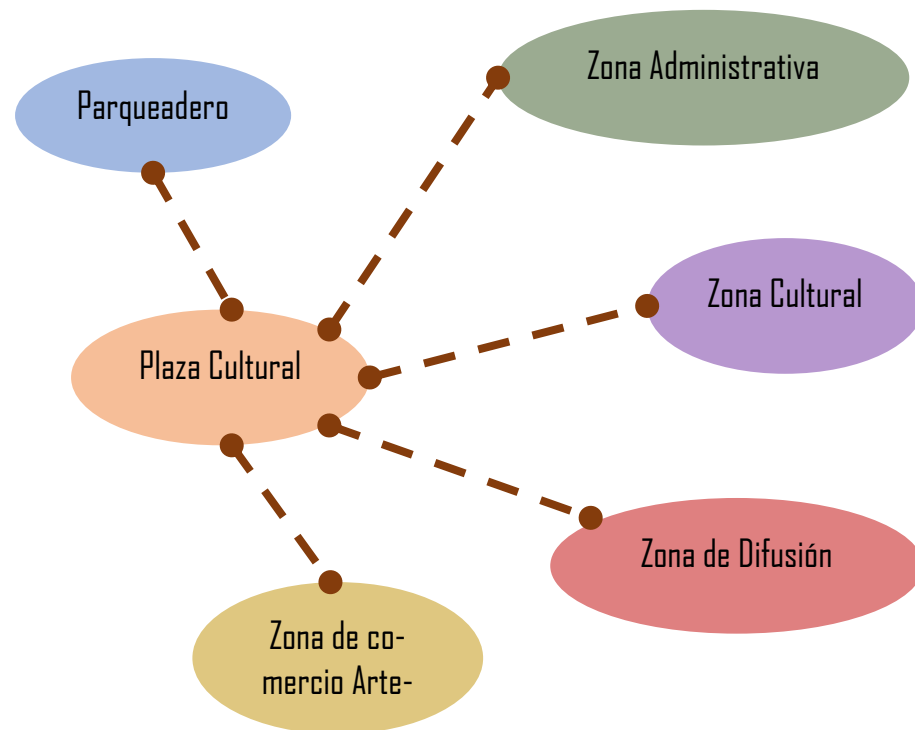 Zona Administrativa
Parqueadero
Zona Cultural
Plaza Cultural
Zona de Difusión
Zona de co-
mercio Arte-